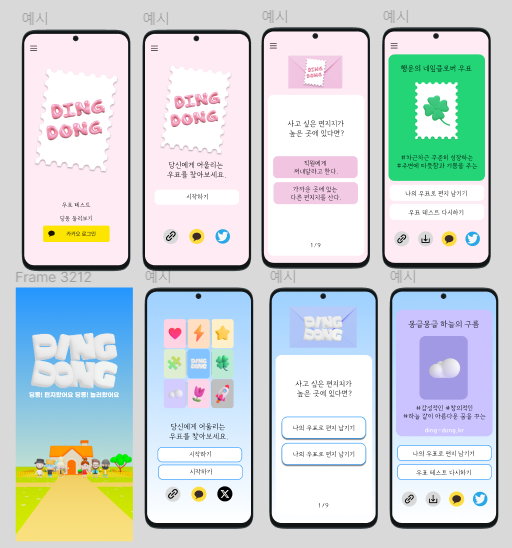 예시
DING
DONG
우표 테스트
딩동 둘러보기
카카오 로그인
예시
DING
DONG
당신에게 어울리는
우표를 찾아보세요.
시작하기
예시
DING
DONG
사고 싶은 편지지가
높은 곳에 있다면?
직원에게
꺼내달라고 한다.
가까운 곳에 있는
다른 편지지를 산다.
1/9
예시
행운의 네잎클로버 우표
#차근차근 꾸준히 성장하는
#주변에 따뜻함과 기쁨을 주는
나의 우표로 편지 남기기
우표 테스트 다시하기
Frame 3212
DING
DONG
딩동! 편지왔어요 딩동! 놀러왔어요
예시
DING
DONG
당신에게 어울리는
우표를 찾아보세요.
시작하기
시작하기
예시
DING
DONG
사고 싶은 편지지가
높은 곳에 있다면?
나의 우표로 편지 남기기
나의 우표로 편지 남기기
1/9
예시
몽글몽글 하늘의 구름
#감성적인 #창의적인
#하늘 같이 아름다운 꿈을 꾸는
ding-dong.kr
나의 우표로 편지 남기기
우표 테스트 다시하기